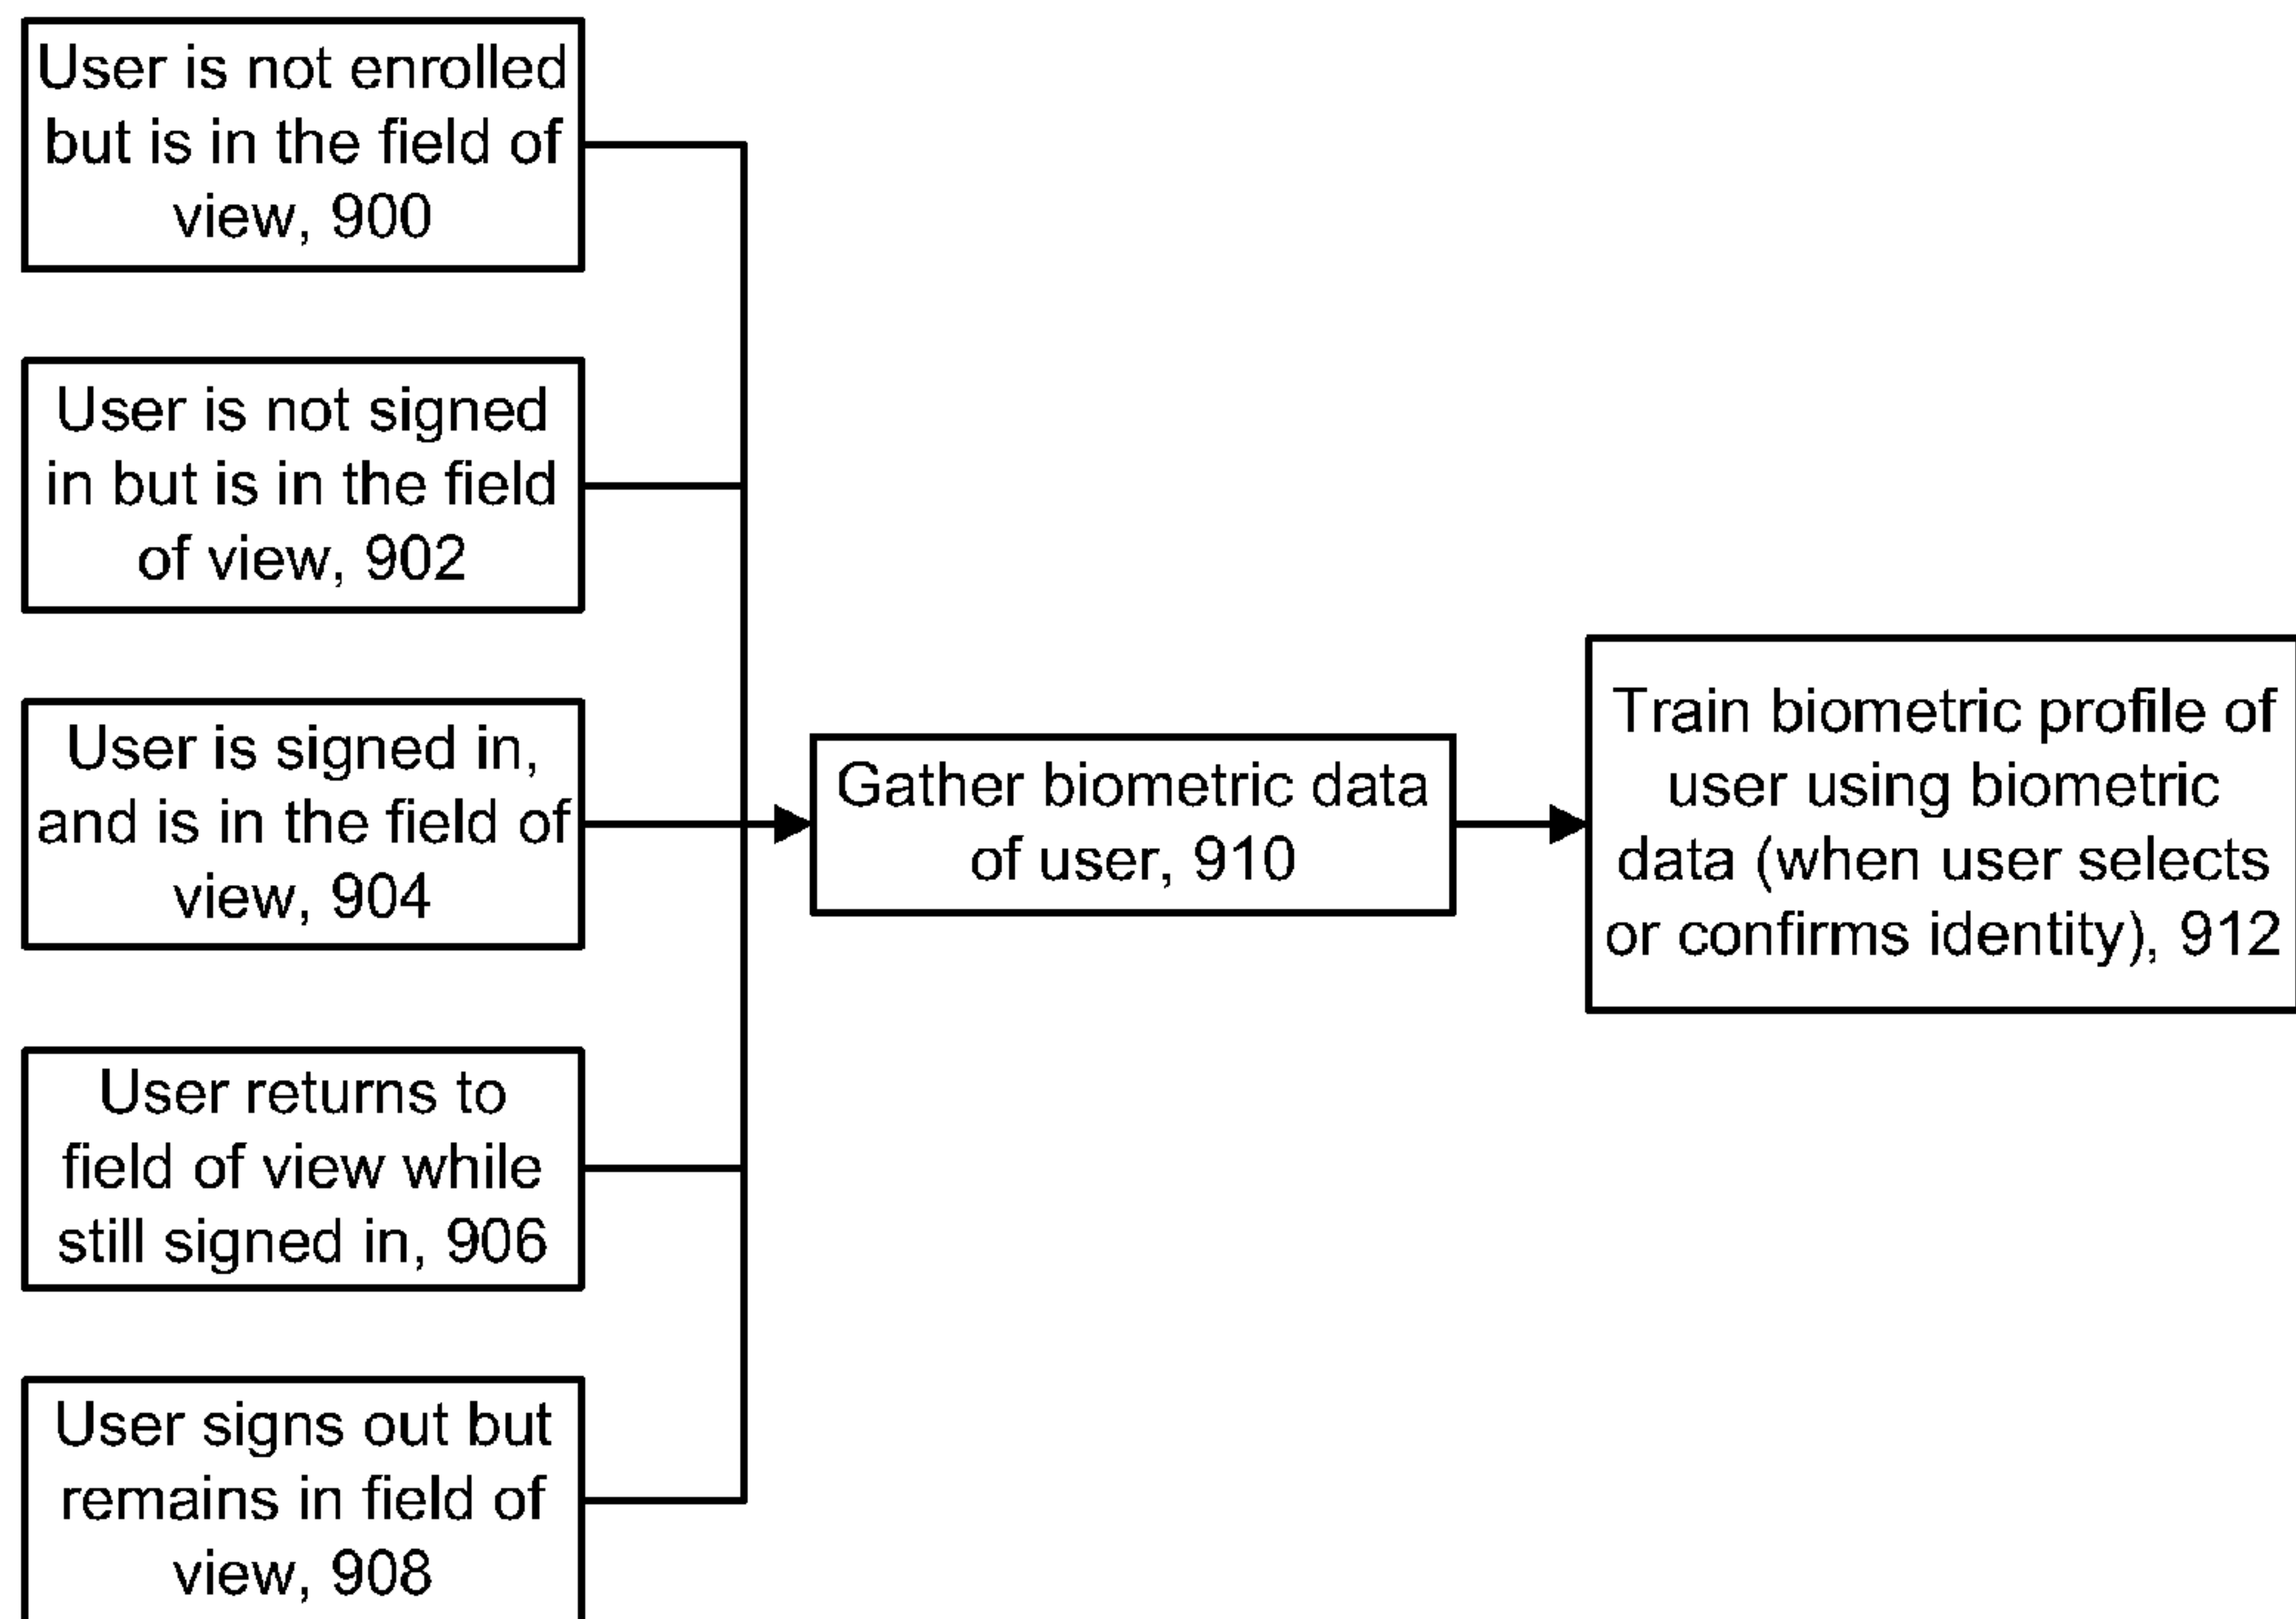 User is not enrolled
but is in the field of
view, 900
User is not signed
in but is in the field
of view, 902
User is signed in,
and is in the field of
view, 904
User returns to
field of view while
still signed in, 906
User signs out but
remains in field of
view, 908
Gather biometric data
of user, 910
Train biometric profile of
user using biometric
data (when user selects
or confirms identity), 912